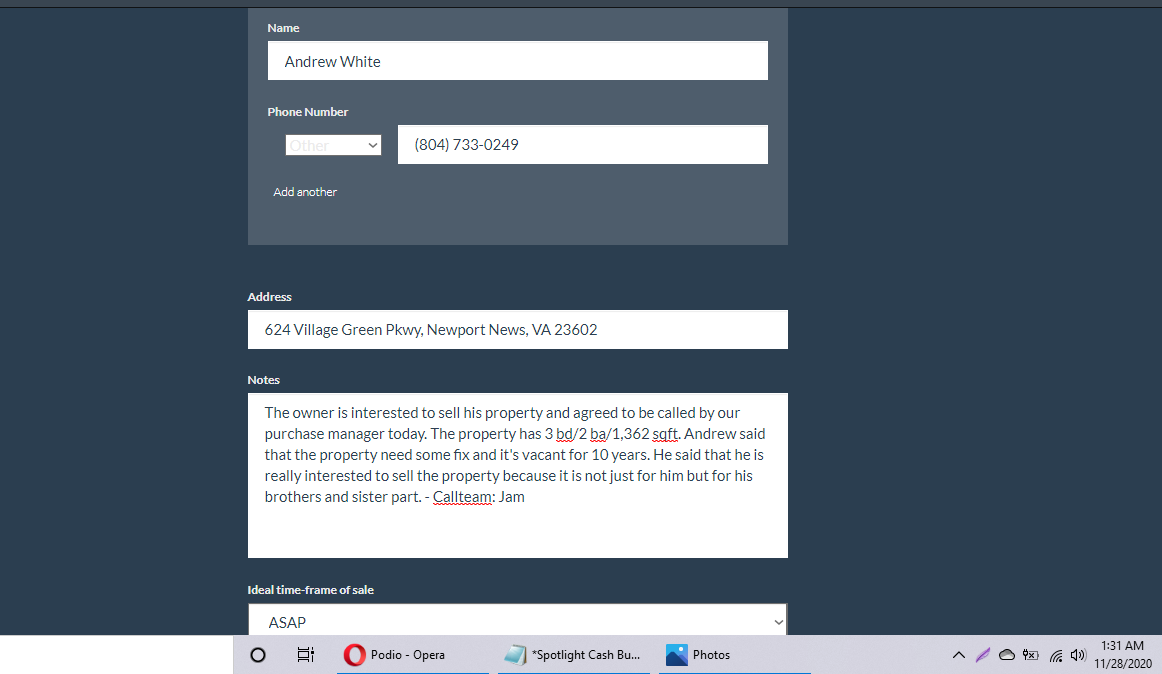 Name
Andrew White
Phone Number
Other
(804) 733-0249
Add another
Address
624 Village Green Pkwy, Newport News, VA 23602
Notes
The owner is interested to sell his property and agreed to be called by our
purchase manager today. The property has 3 bd/2 ba/1,362 sqft. Andrew said
that the property need some fix and it's vacant for 10 years. He said that he is
really interested to sell the property because it is not just for him but for his
brothers and sister part. - Callteam: Jam
Ideal time-frame of sale
ASAP
Podio - Opera
*Spotlight Cash Bu...
Photos
1:31 AM
11/28/2020